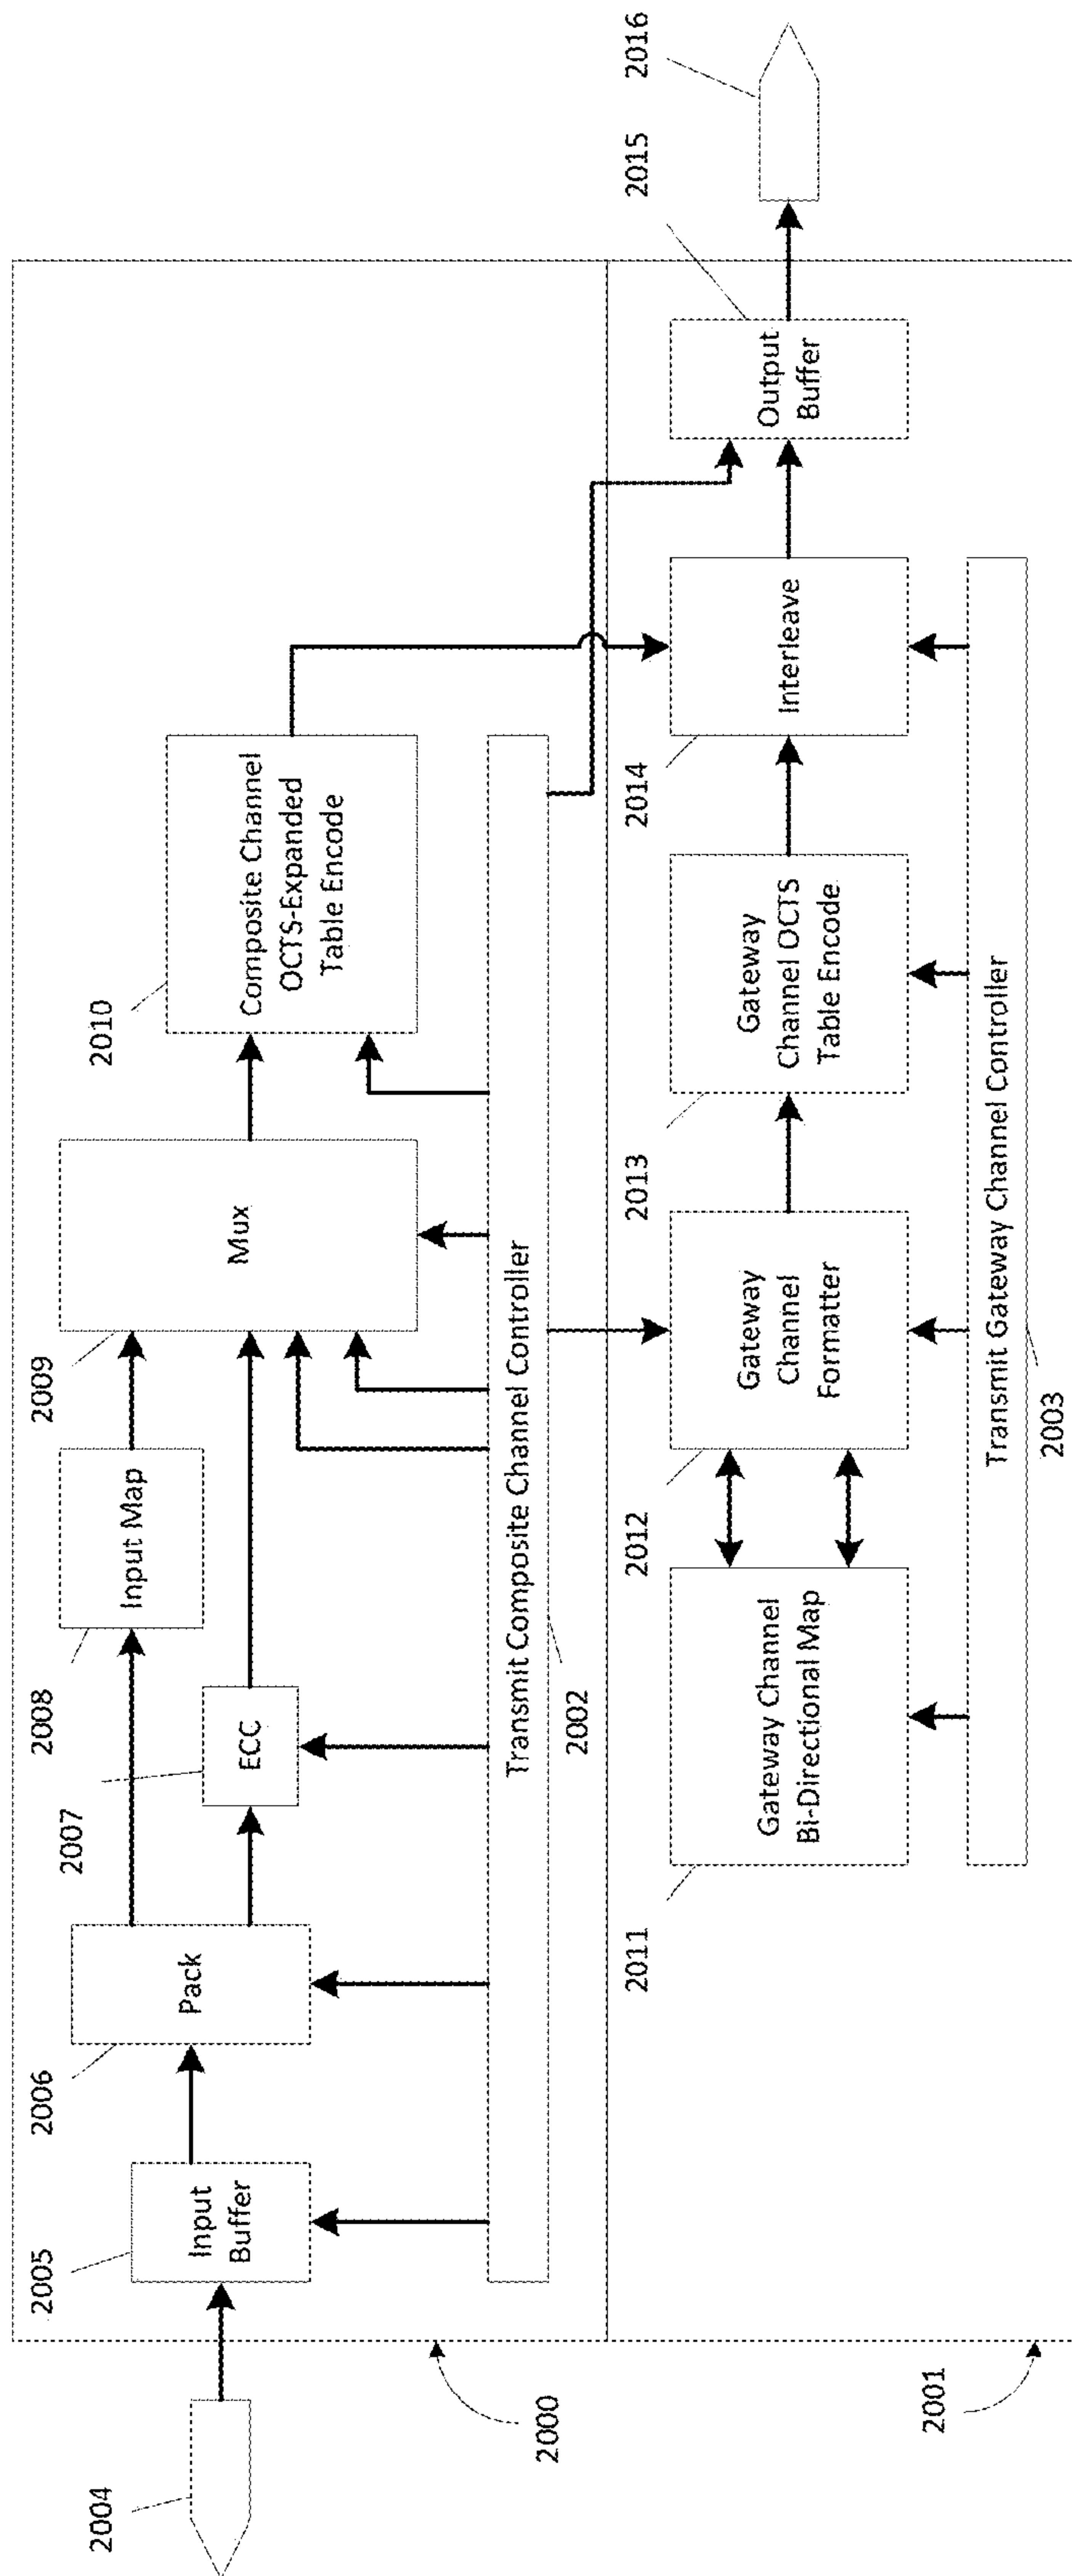 2004
2005
Input
Buffer
2006
Pack
2007
ECC
2008
Input Map
2009
Mux
2010
Composite Channel
OCTS-Expanded
Table Encode
Transmit Composite Channel Controller
2002
2000
2011
Gateway Channel
Bi-Directional Map
2012
Gateway
Channel
Formatter
2013
Gateway
Channel OCTS
Table Encode
2014
Interleave
2015
Output
Buffer
2016
Transmit Gateway Channel Controller
2003
2001